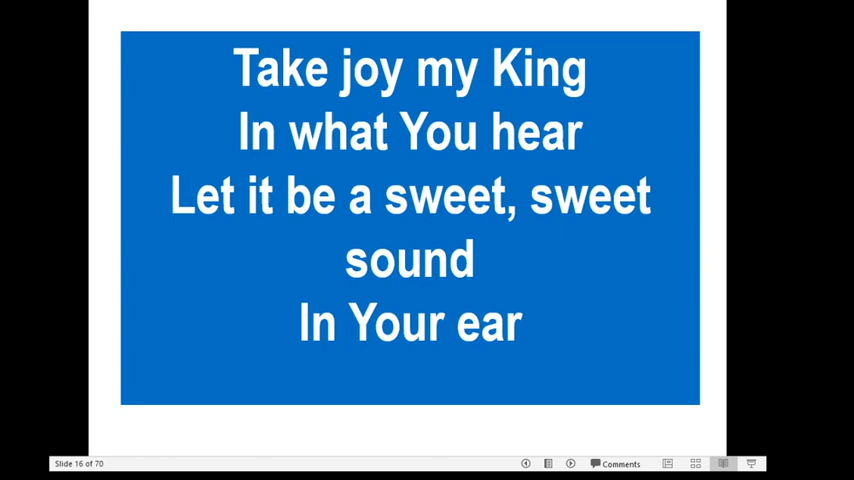 Take joy my King
In what You hear
Let it be a sweet, sweet
sound
In Your ear
Slide 16 of 70
Comments